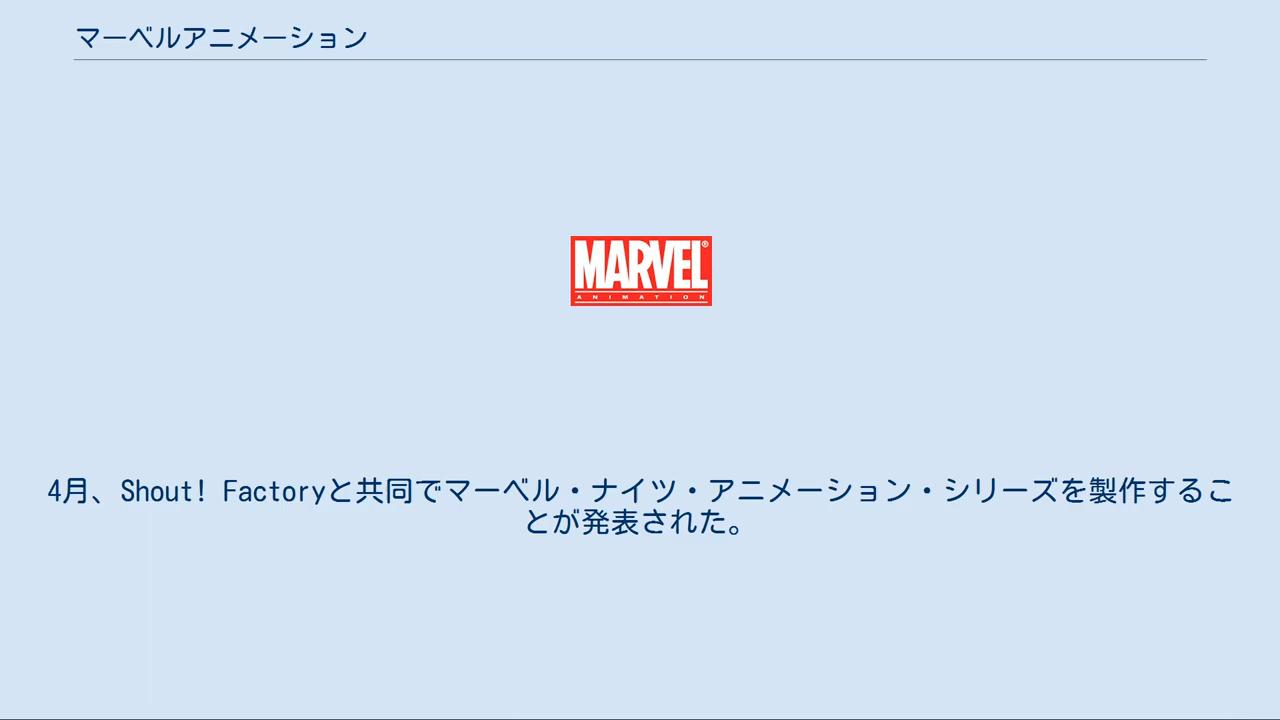 マーベルアニメーション
MARVEL®
ANIMATION
4月、Shout! Factoryと共同でマーベル・ナイツ・アニメーション・シリーズを製作するこ
とが発表された。